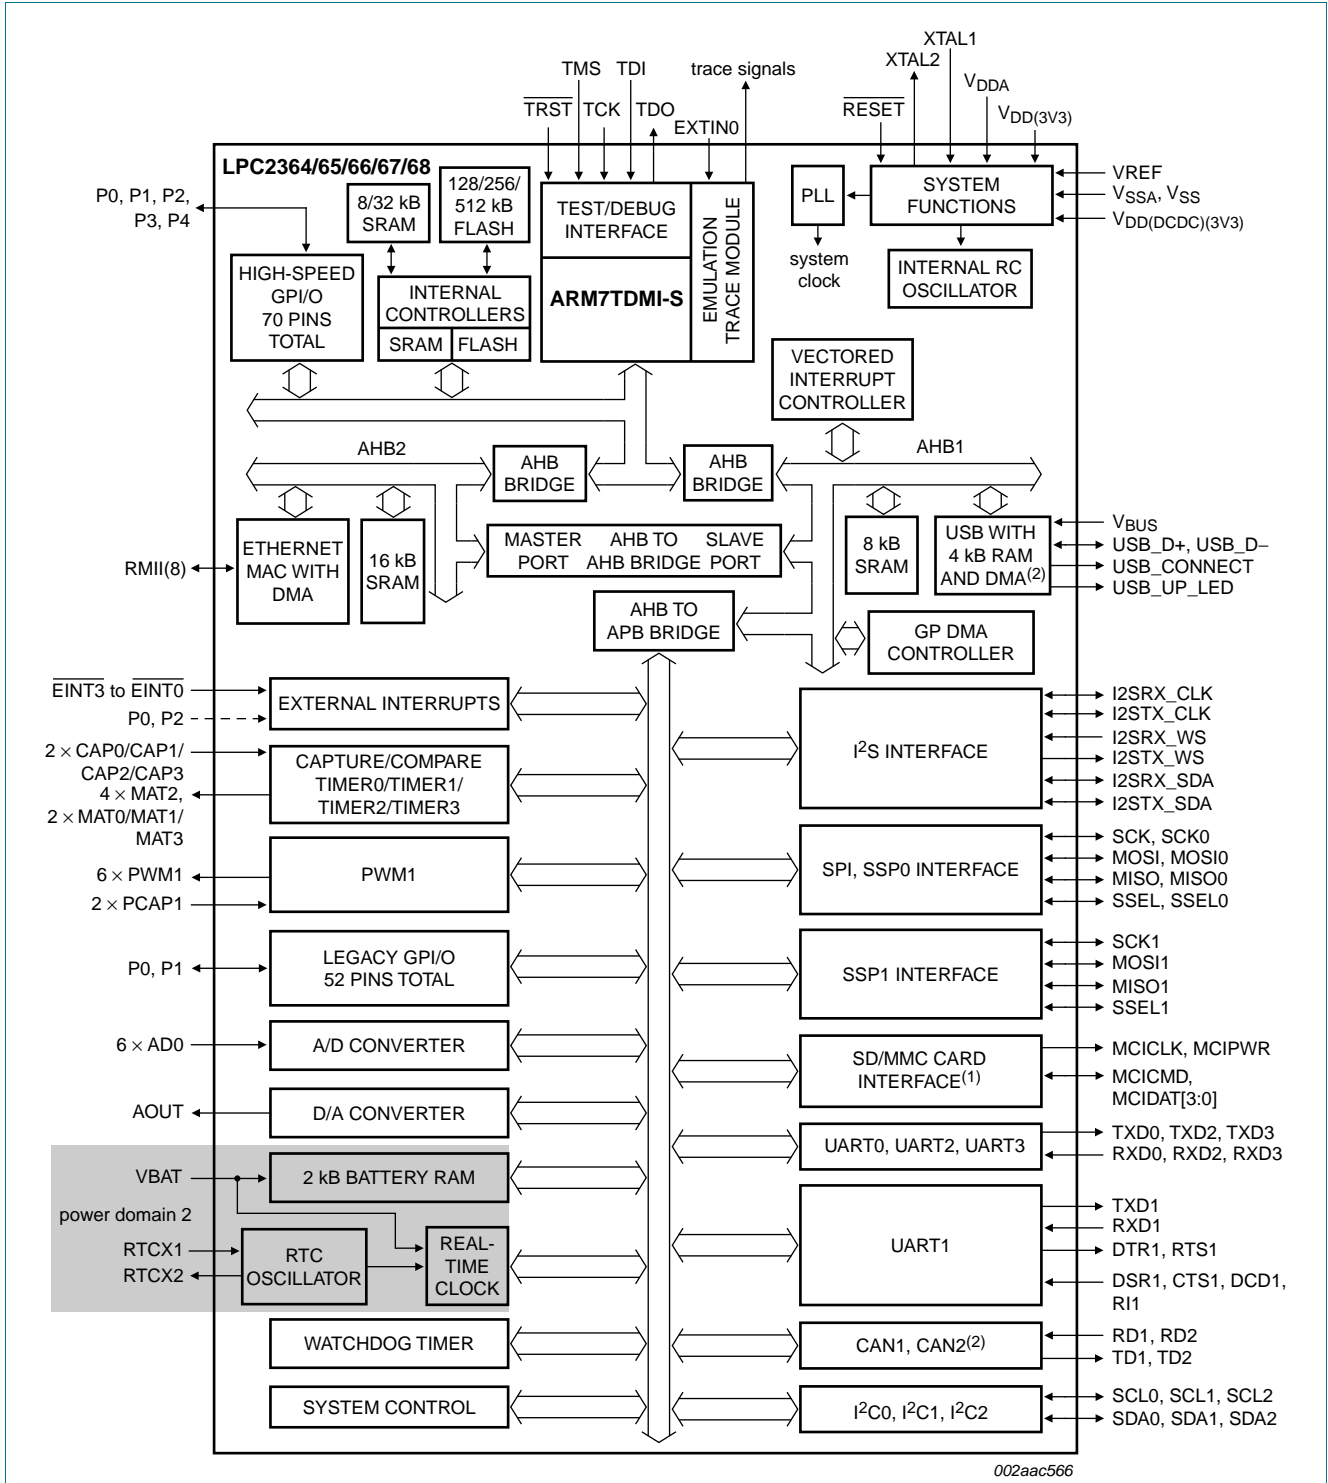 XTAL1
XTAL2
TMS TDI
trace signals
VDDA
TRST TCK
TDO
RESET
VDD(3V3)
EXTIN0
LPC2364/65/66/67/68
P0, P1, P2,
P3, P4
8/32 kB
SRAM
128/256/
512 kB
FLASH
TEST/DEBUG
INTERFACE
EMULATION
TRACE MODULE
PLL
SYSTEM
FUNCTIONS
VREF
VSSA, VSS
VDD(DCDC)(3V3)
system
clock
HIGH-SPEED
GPI/O
70 PINS
TOTAL
INTERNAL
CONTROLLERS
SRAM FLASH
ARM7TDMI-S
INTERNAL RC
OSCILLATOR
VECTORED
INTERRUPT
CONTROLLER
AHB2
AHB
BRIDGE
AHB
BRIDGE
AHB1
ETHERNET
MAC WITH
DMA
16 kB
SRAM
MASTER
PORT
AHB TO
AHB BRIDGE
SLAVE
PORT
8 kB
SRAM
USB WITH
4 kB RAM
AND DMA(2)
VBUS
USB_D+, USB_D−
USB_CONNECT
USB_UP_LED
RMII(8)
AHB TO
APB BRIDGE
GP DMA
CONTROLLER
EINT3 to EINT0
P0, P2
EXTERNAL INTERRUPTS
I2S INTERFACE
I2SRX_CLK
I2STX_CLK
I2SRX_WS
I2STX_WS
I2SRX_SDA
I2STX_SDA
2 × CAP0/CAP1/
CAP2/CAP3
4 × MAT2,
2 × MAT0/MAT1/
MAT3
CAPTURE/COMPARE
TIMER0/TIMER1/
TIMER2/TIMER3
SPI, SSP0 INTERFACE
SCK, SCK0
MOSI, MOSI0
MISO, MISO0
SSEL, SSEL0
6 × PWM1
2 × PCAP1
PWM1
P0, P1
LEGACY GPI/O
52 PINS TOTAL
SSP1 INTERFACE
SCK1
MOSI1
MISO1
SSEL1
6 × AD0
A/D CONVERTER
SD/MMC CARD
INTERFACE(1)
MCICLK, MCIPWR
MCICMD,
MCIDAT[3:0]
AOUT
D/A CONVERTER
UART0, UART2, UART3
TXD0, TXD2, TXD3
RXD0, RXD2, RXD3
VBAT
2 kB BATTERY RAM
power domain 2
RTCX1
RTCX2
RTC
OSCILLATOR
REAL-
TIME
CLOCK
UART1
TXD1
RXD1
DTR1, RTS1
DSR1, CTS1, DCD1,
RI1
WATCHDOG TIMER
CAN1, CAN2(2)
RD1, RD2
TD1, TD2
SYSTEM CONTROL
I2C0, I2C1, I2C2
SCL0, SCL1, SCL2
SDA0, SDA1, SDA2
002aac566